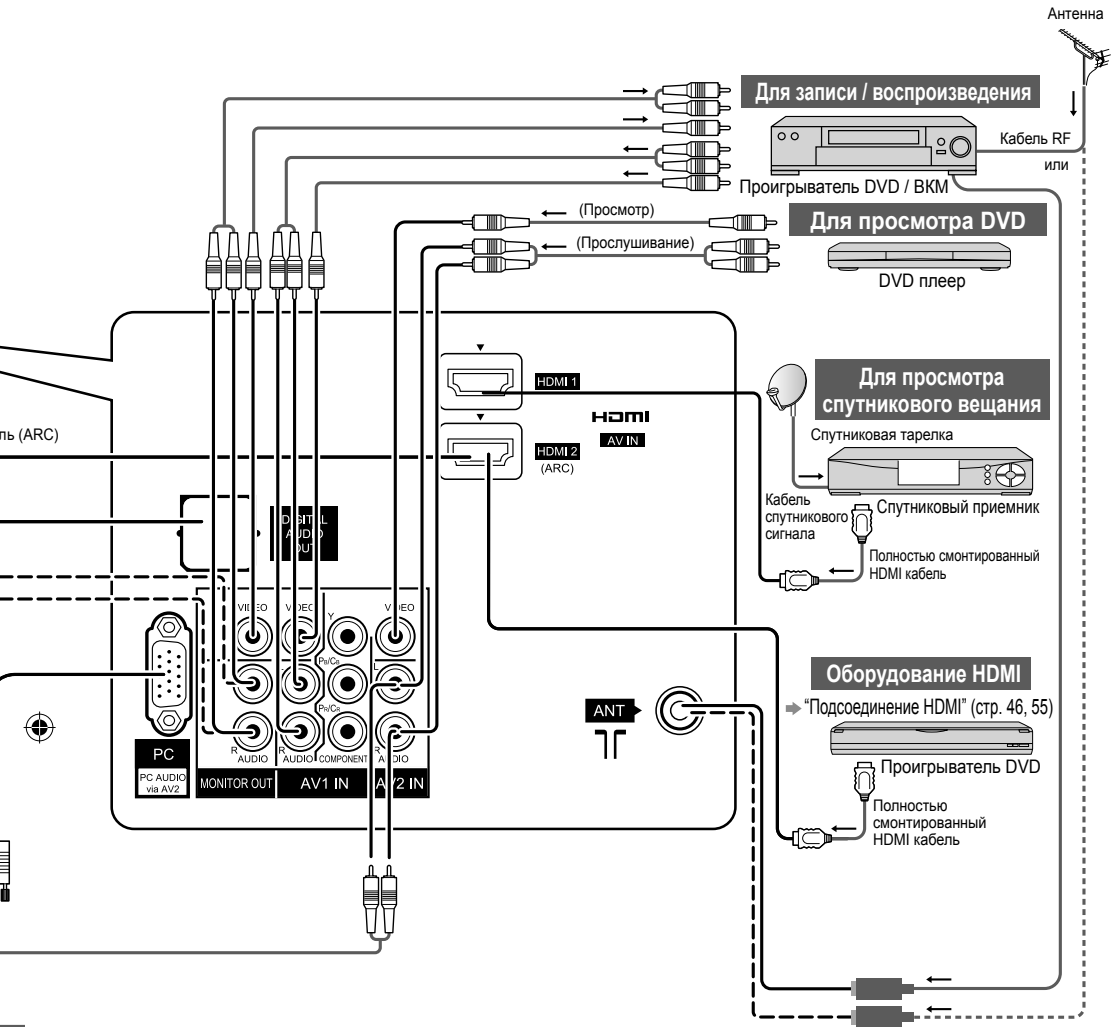 Антенна
Для записи / воспроизведения
Кабель RF
или
Проигрыватель DVD / ВКМ
(Просмотр)
Для просмотра DVD
(Прослушивание)
DVD плеер
HDMI 1
HDMI
AV IN
HDMI 2
(ARC)
ль (ARC)
Для просмотра
спутникового вещания
Спутниковая тарелка
Спутниковый приемник
Кабель
спутникового
сигнала
Полностью смонтированный
HDMI кабель
DIGITAL
AUDIO
OUT
VIDEO
VIDEO
Y
VIDEO
PB/CB
L
PR/CR
R
AUDIO
R
AUDIO
COMPONENT
R
AUDIO
PC
PC AUDIO
via AV2
MONITOR OUT
AV1 IN
AV2 IN
ANT
Оборудование HDMI
"Подсоединение HDMI" (стр. 46, 55)
Проигрыватель DVD
Полностью
смонтированный
HDMI кабель